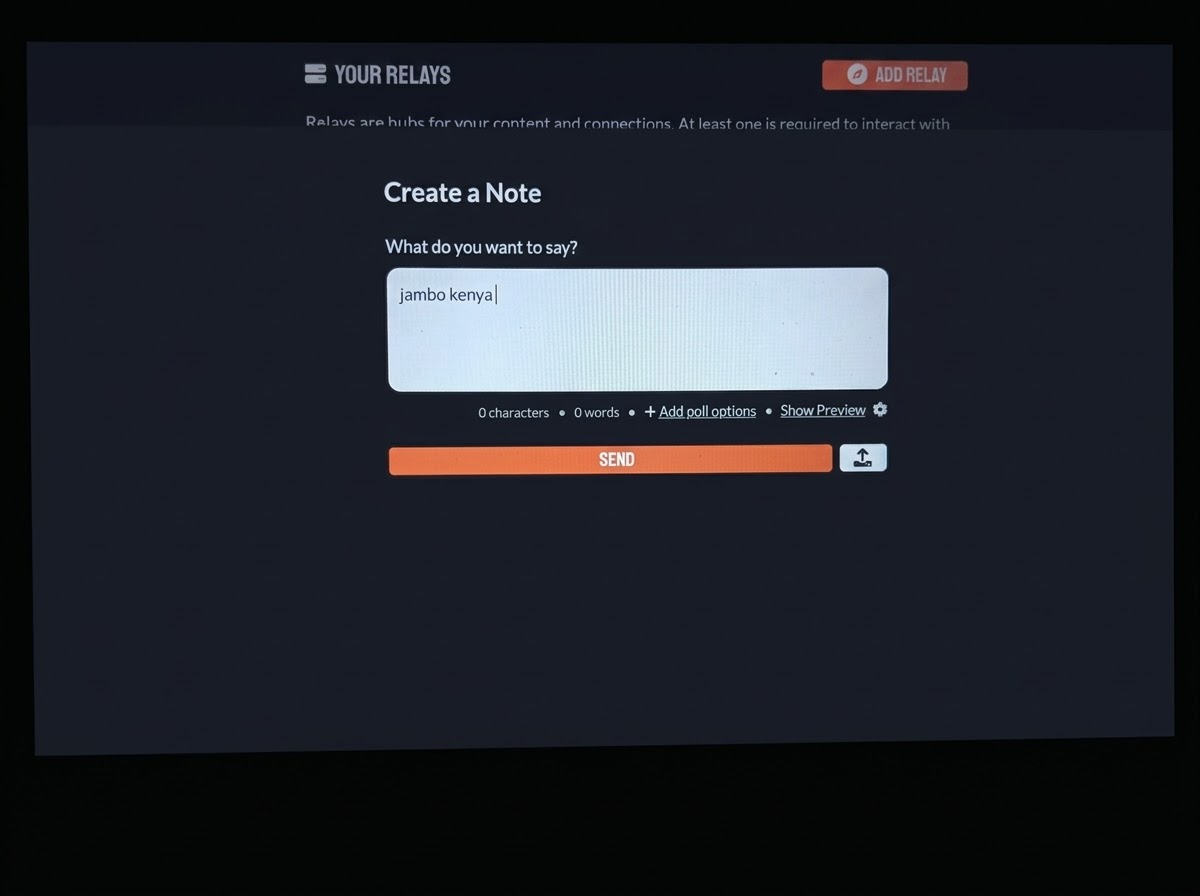 YOUR RELAYS
ADD RELAY
Relays are hubs for your content and connections. At least one is required to interact with
Create a Note
What do you want to say?
jambo kenya
0 characters • 0 words • + Add poll options • Show Preview
SEND